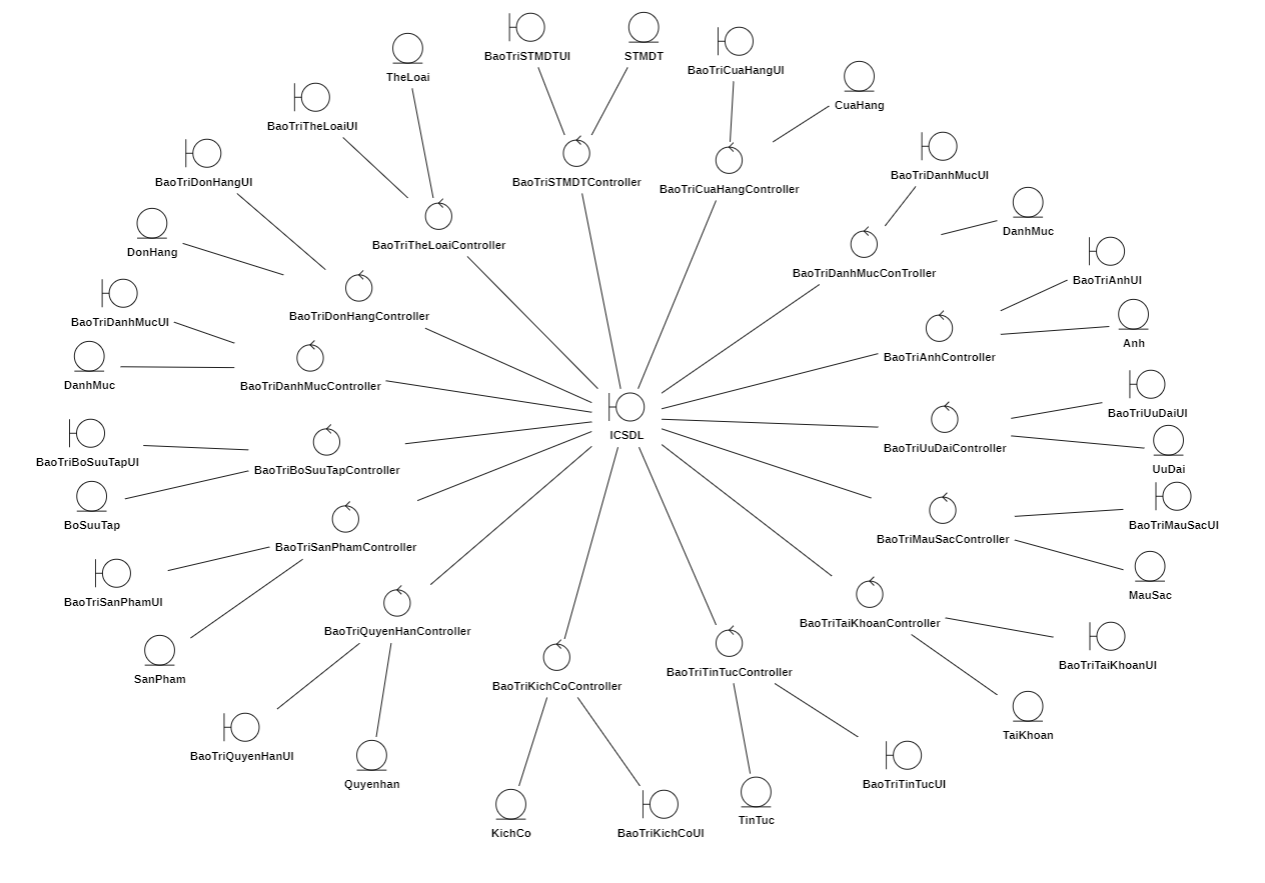 BaoTriSTMDTUI
STMDT
BaoTriCuaHangUI
TheLoai
CuaHang
BaoTriTheLoaiUI
BaoTriDanhMucUI
BaoTriDonHangUI
BaoTriSTMDTController
BaoTriCuaHangController
DanhMuc
BaoTriTheLoaiController
DonHang
BaoTriDanhMucConTroller
BaoTriAnhUI
BaoTriDonHangController
BaoTriDanhMucUI
Anh
BaoTriAnhController
DanhMuc
BaoTriDanhMucController
BaoTriUuDaiUI
ICSDL
BaoTriUuDaiController
BaoTriBoSuuTapUI
BaoTriBoSuuTapController
UuDai
BoSuuTap
BaoTriMauSacUI
BaoTriMauSacController
BaoTriSanPhamController
MauSac
BaoTriSanPhamUI
BaoTriTaiKhoanController
BaoTriQuyenHanController
BaoTriTaiKhoanUI
BaoTriTinTucController
SanPham
BaoTriKichCoController
TaiKhoan
BaoTriQuyenHanUI
Quyenhan
BaoTriTinTucUI
TinTuc
KichCo
BaoTriKichCoUI